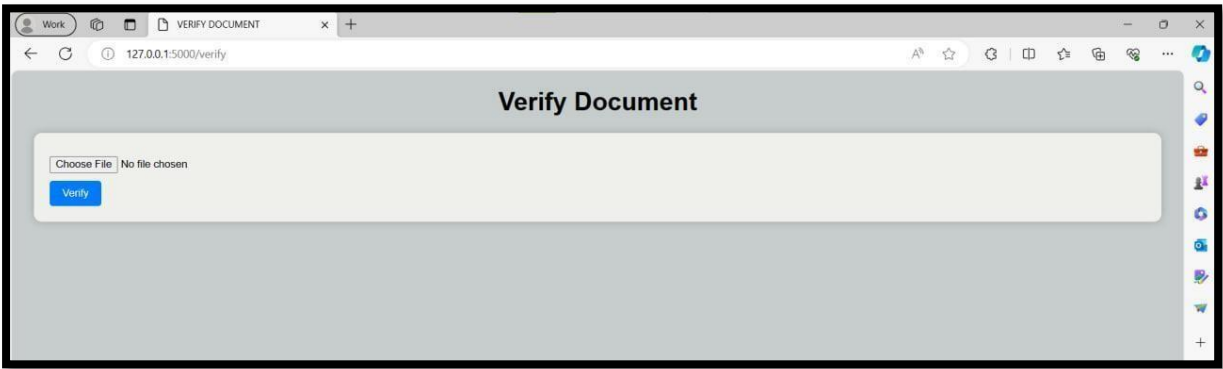 Work
VERIFY DOCUMENT
127.0.0.1:5000/verify
Verify Document
Choose File No file chosen
Verify